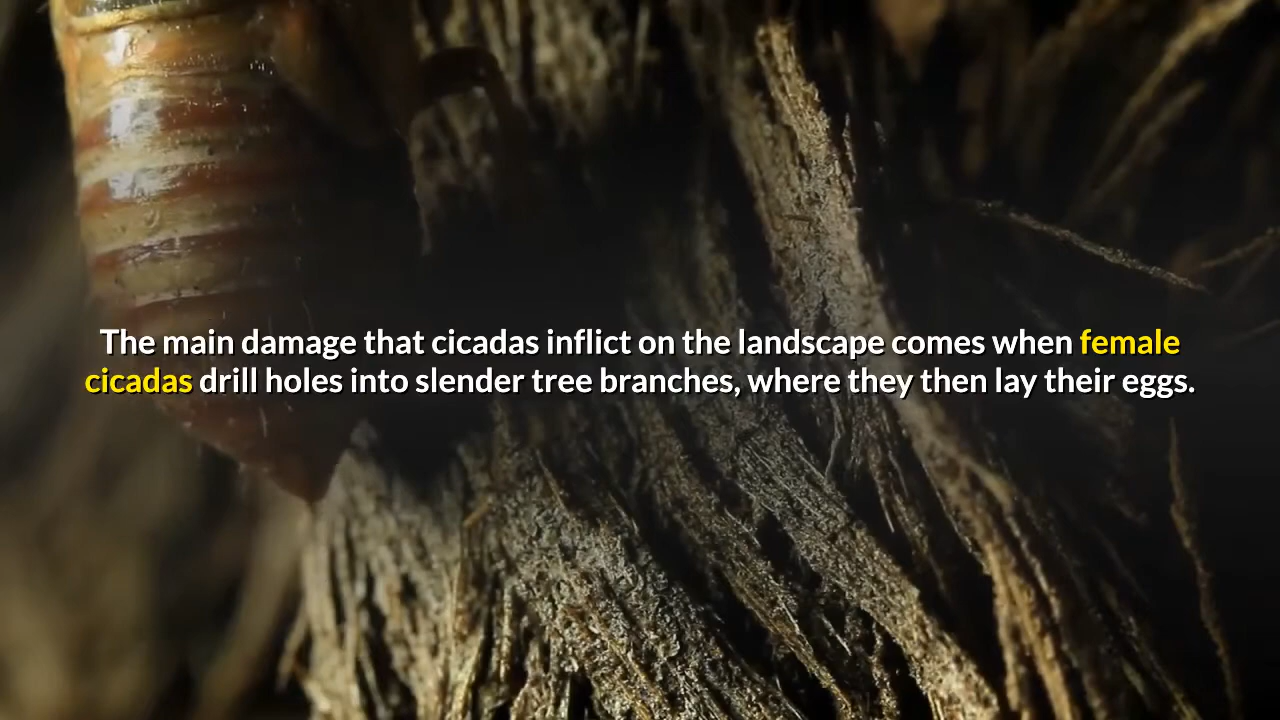 The main damage that cicadas inflict on the landscape comes when female
cicadas drill holes into slender tree branches, where they then lay their eggs.